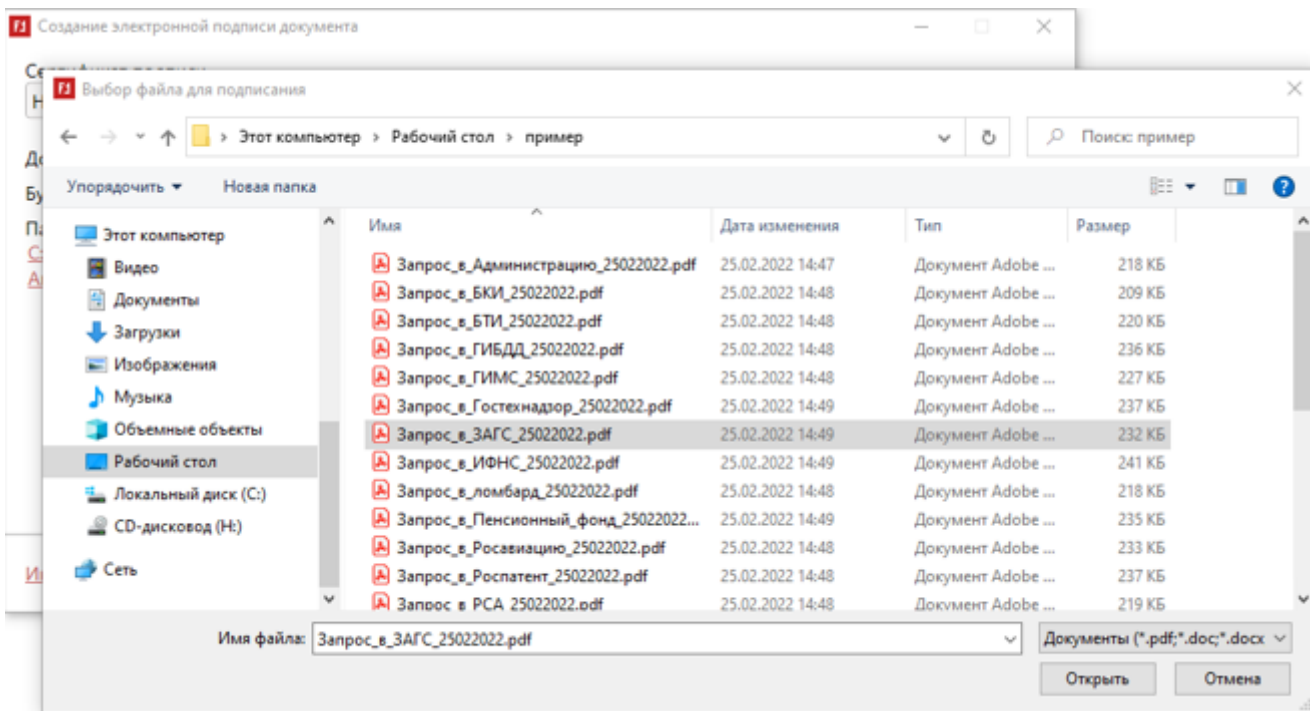 Создание электронной подписи документа
Выбор файла для подписания
Этот компьютер > Рабочий стол > пример
Поиск: пример
Упорядочить Новая папка
Имя Дата изменения Тип Размер
Этот компьютер
Видео
Документы
Загрузки
Изображения
Музыка
Объемные объекты
Рабочий стол
Локальный диск (C:)
CD-дисковод (H:)
Сеть
Запрос_в_Администрацию_25022022.pdf 25.02.2022 14:47 Документ Adobe ... 218 КБ
Запрос_в_БКИ_25022022.pdf 25.02.2022 14:48 Документ Adobe ... 209 КБ
Запрос_в_БТИ_25022022.pdf 25.02.2022 14:48 Документ Adobe ... 220 КБ
Запрос_в_ГИБДД_25022022.pdf 25.02.2022 14:48 Документ Adobe ... 236 КБ
Запрос_в_ГИМС_25022022.pdf 25.02.2022 14:48 Документ Adobe ... 227 КБ
Запрос_в_Гостехнадзор_25022022.pdf 25.02.2022 14:49 Документ Adobe ... 237 КБ
Запрос_в_ЗАГС_25022022.pdf 25.02.2022 14:49 Документ Adobe ... 232 КБ
Запрос_в_ИФНС_25022022.pdf 25.02.2022 14:49 Документ Adobe ... 241 КБ
Запрос_в_ломбард_25022022.pdf 25.02.2022 14:48 Документ Adobe ... 218 КБ
Запрос_в_Пенсионный_фонд_25022022... 25.02.2022 14:49 Документ Adobe ... 235 КБ
Запрос_в_Росавиацию_25022022.pdf 25.02.2022 14:48 Документ Adobe ... 233 КБ
Запрос_в_Роспатент_25022022.pdf 25.02.2022 14:48 Документ Adobe ... 237 КБ
Запрос_в_РСА_25022022.pdf 25.02.2022 14:48 Документ Adobe ... 219 КБ
Имя файла: Запрос_в_ЗАГС_25022022.pdf Документы (*.pdf;*.doc;*.docx
Открыть Отмена